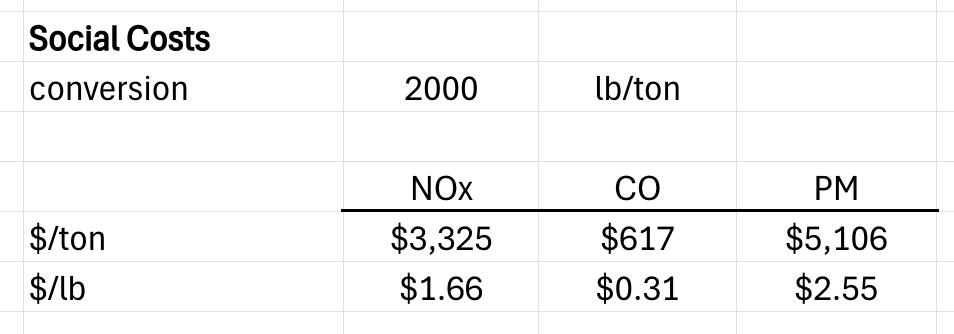 Social Costs
conversion 2000 lb/ton
NOx CO PM
$/ton $3,325 $617 $5,106
$/lb $1.66 $0.31 $2.55